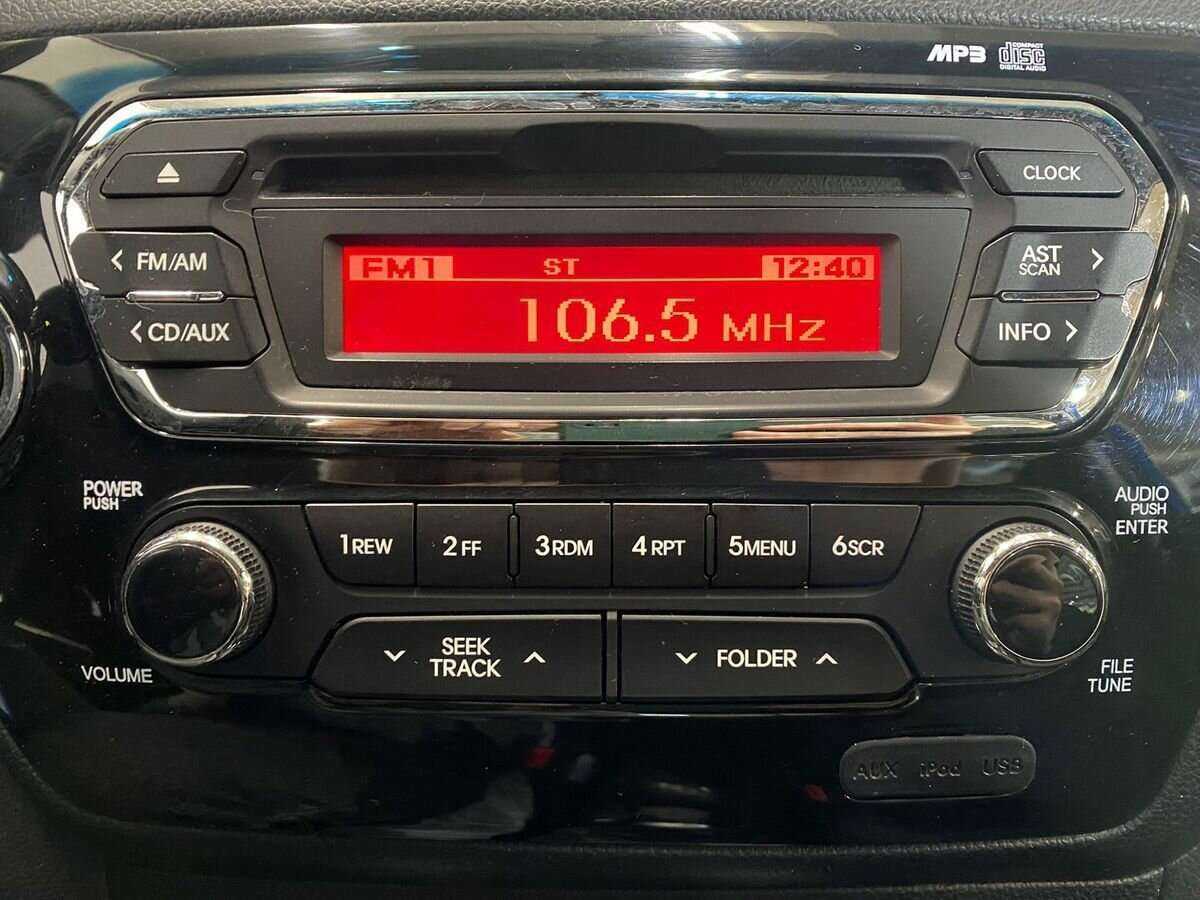 MP3 COMPACT disc DIGITAL AUDIO
CLOCK
FM/AM
CD/AUX
FM1 ST 12:40
106.5 MHz
AST
SCAN
INFO
POWER
PUSH
VOLUME
1REW 2FF 3RDM 4RPT 5MENU 6SCR
SEEK
TRACK
FOLDER
AUDIO
PUSH
ENTER
FILE
TUNE
AUX iPod USB